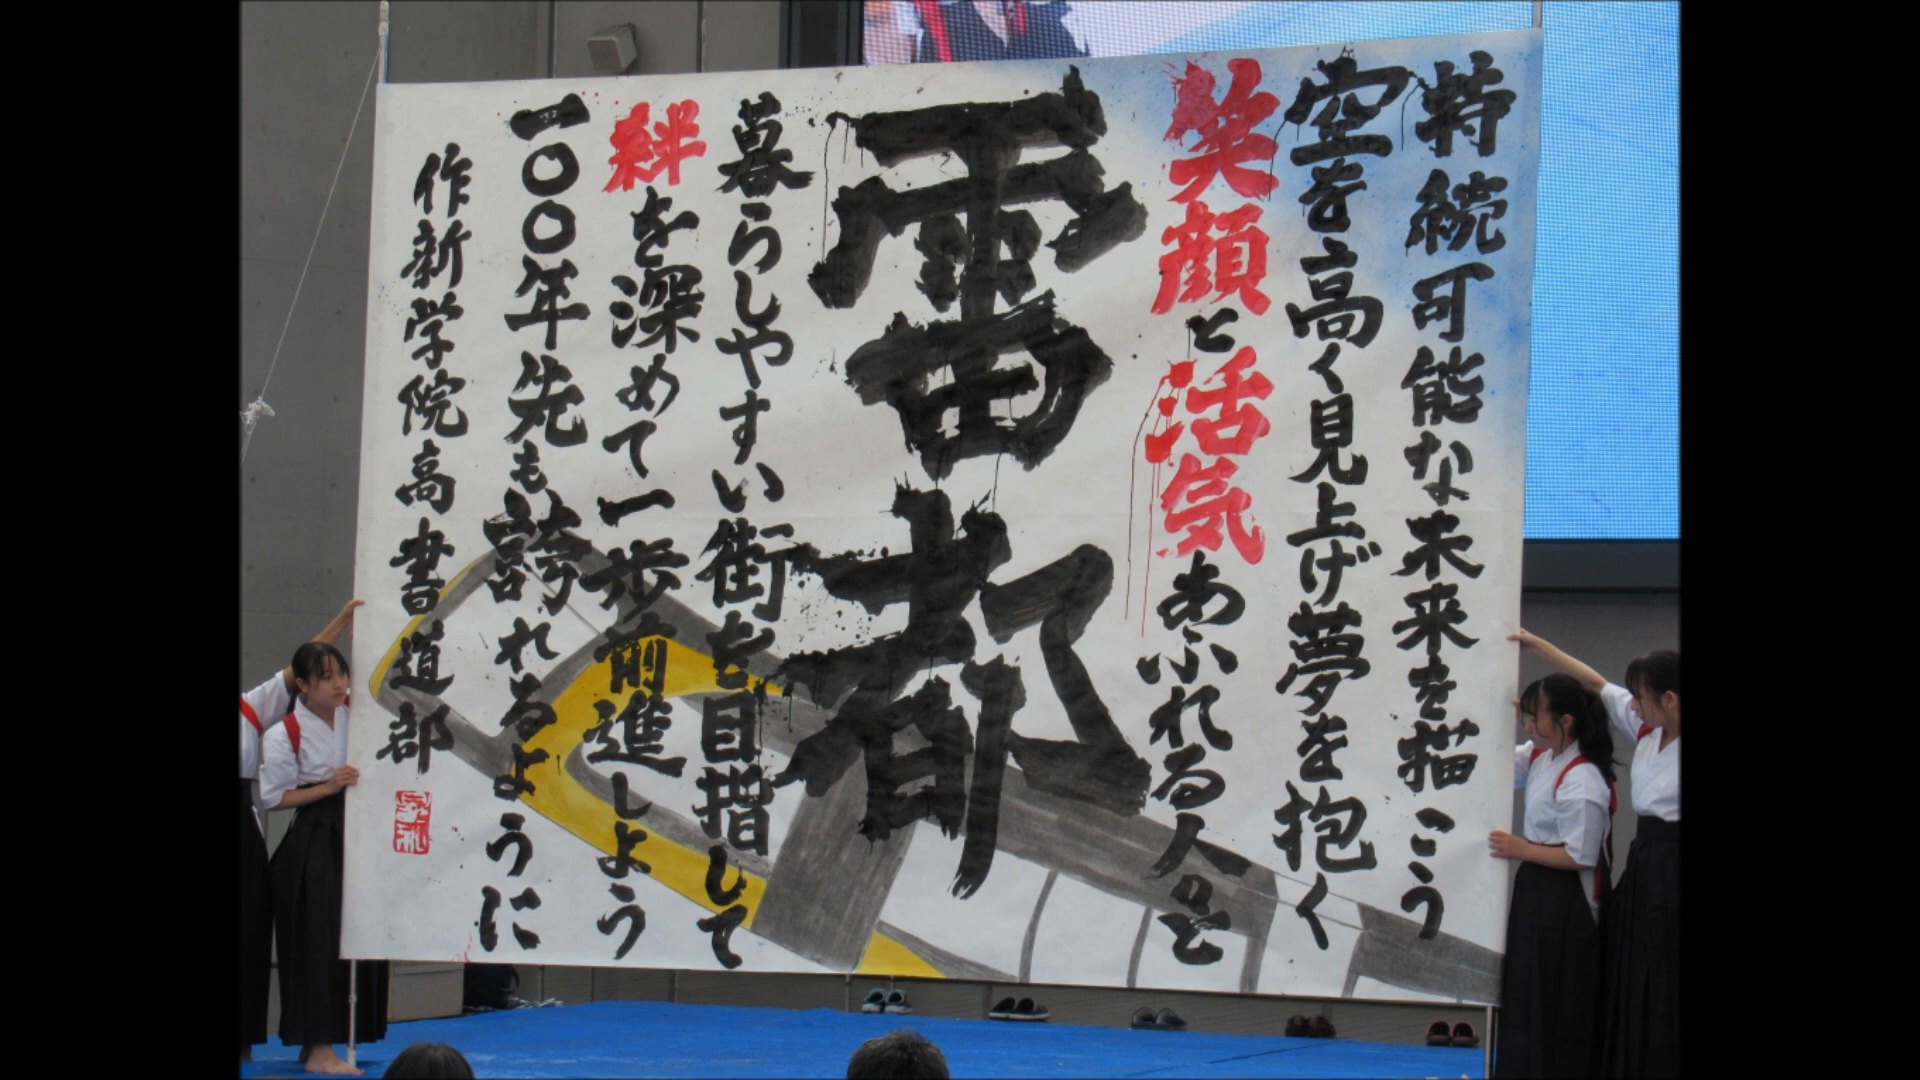 持続可能な未来を描こう
空を高く見上げ夢を抱く
笑顔と活気あふれる人々と
雷都
暮らしやすい街を目指して
絆を深めて一歩前進しよう
一〇〇年先も誇れるように
作新学院高書道部